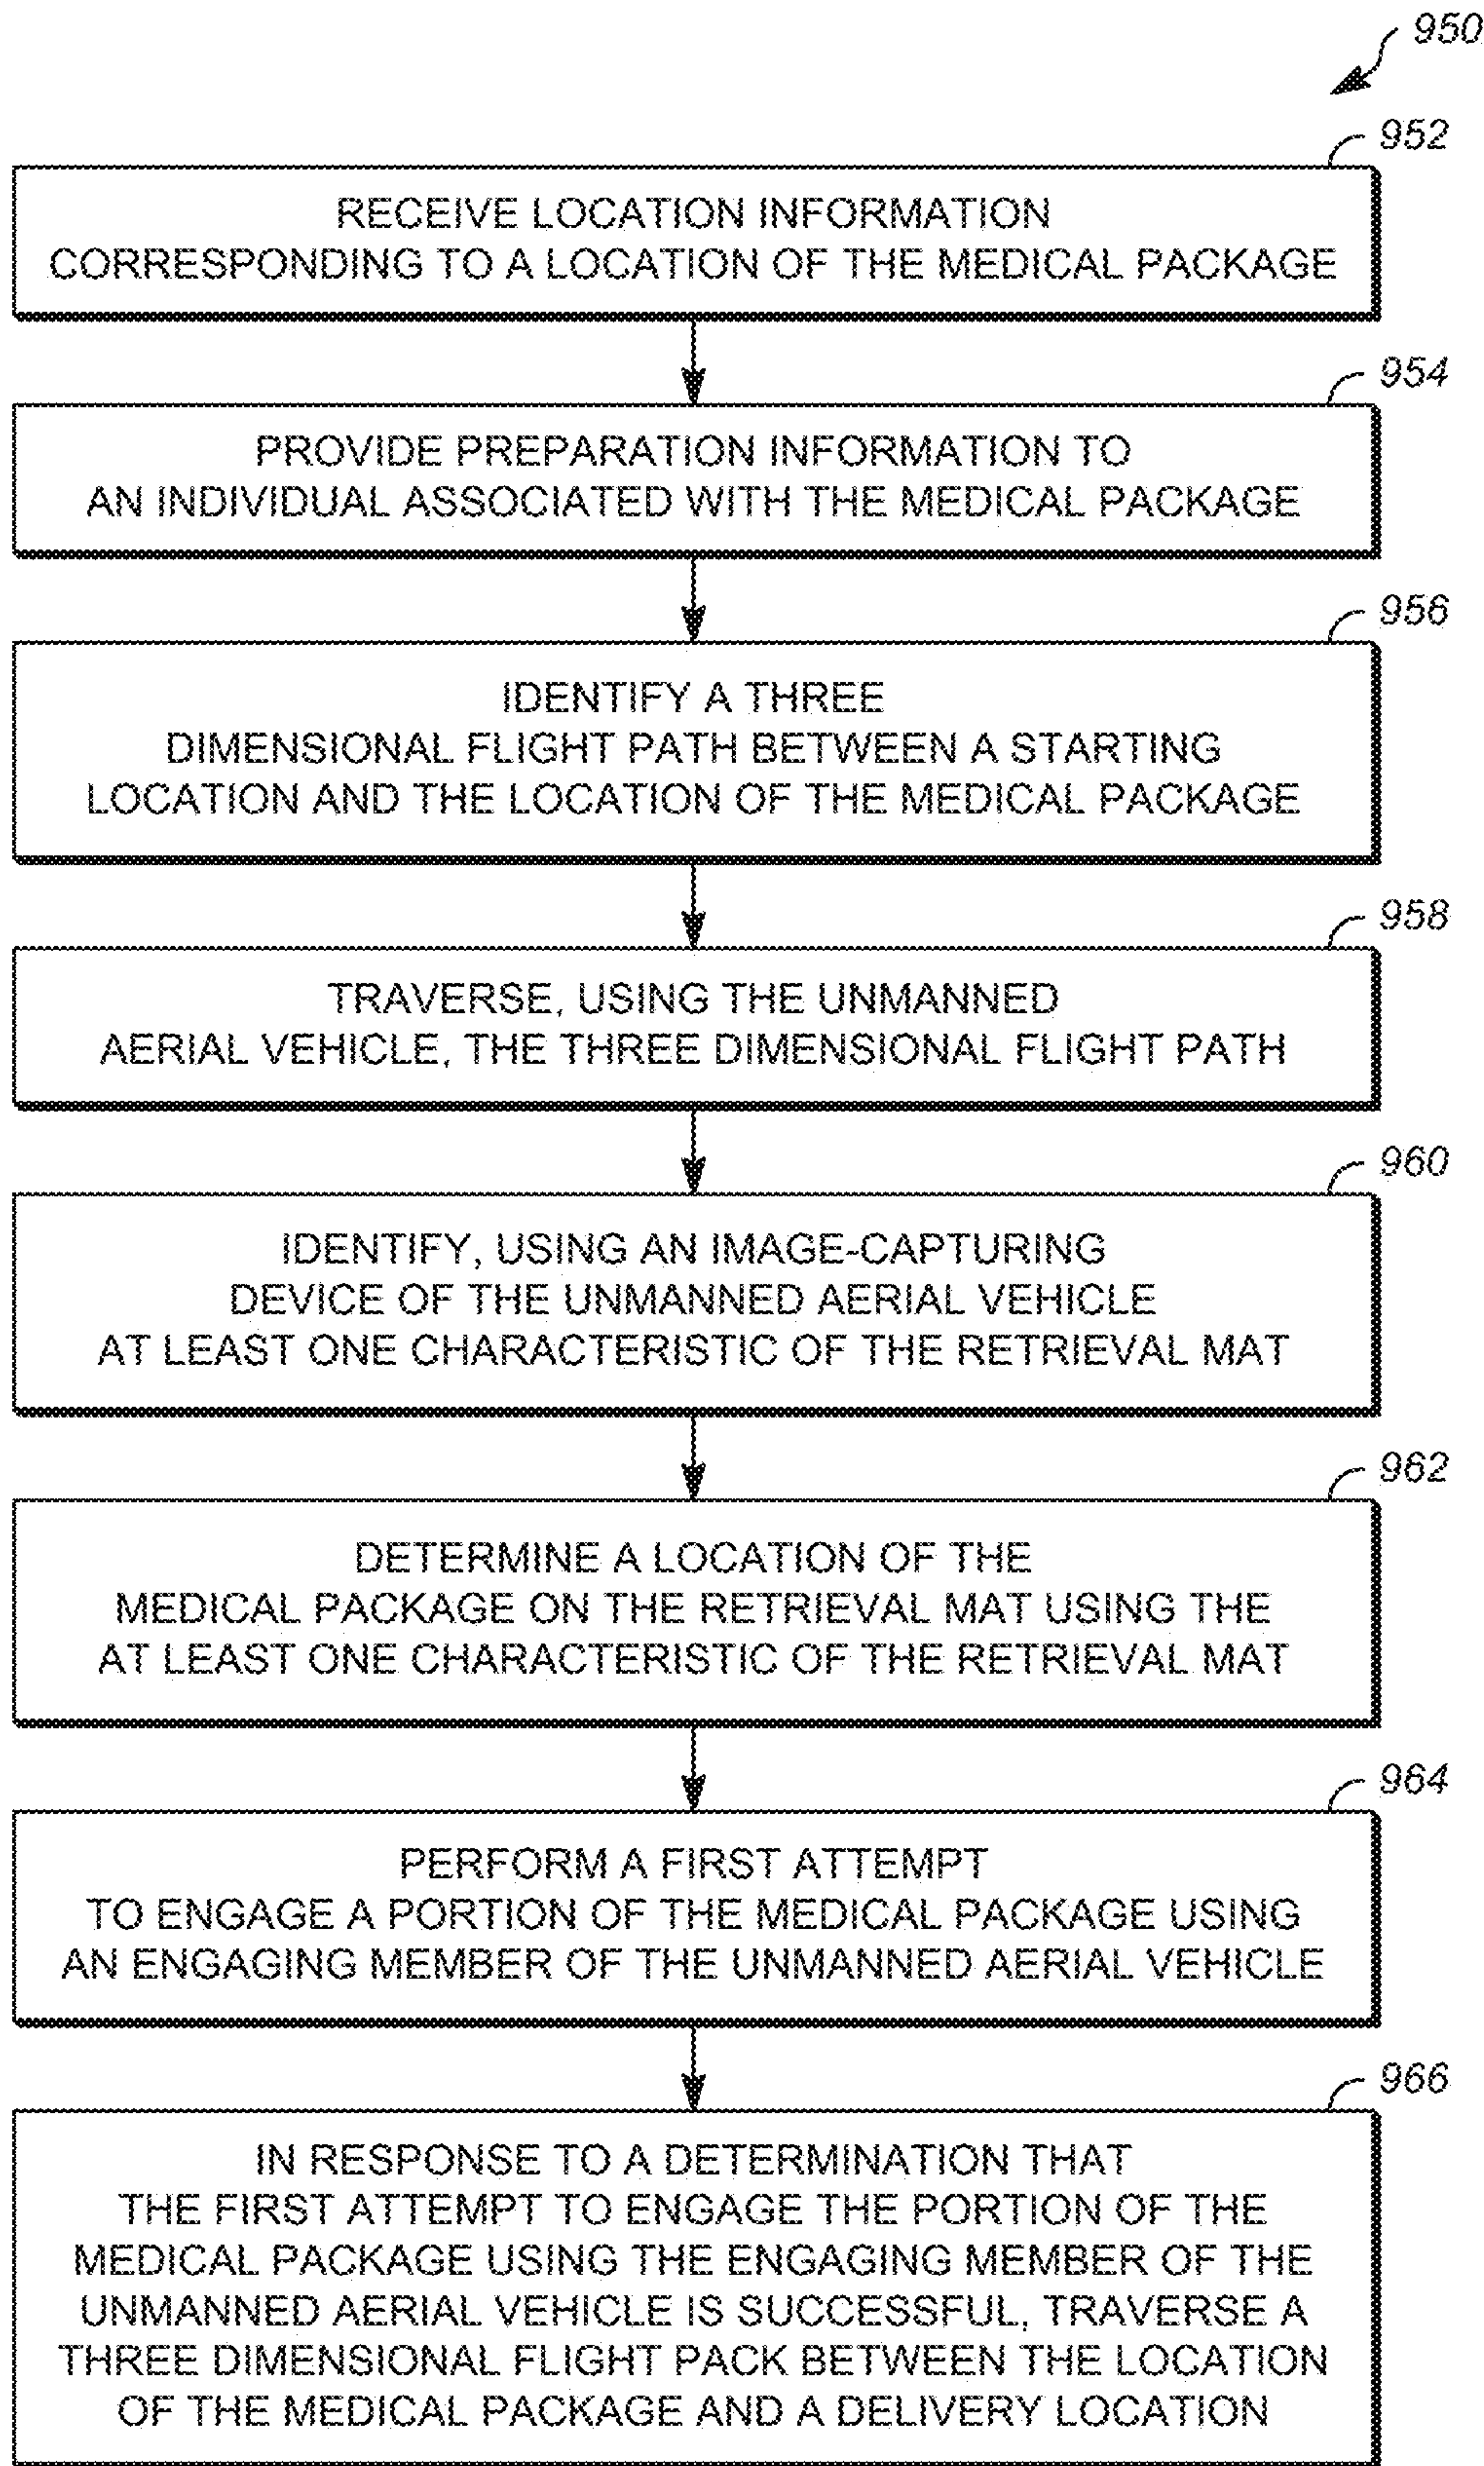 950
952
RECEIVE LOCATION INFORMATION
CORRESPONDING TO A LOCATION OF THE MEDICAL PACKAGE
954
PROVIDE PREPARATION INFORMATION TO
AN INDIVIDUAL ASSOCIATED WITH THE MEDICAL PACKAGE
956
IDENTIFY A THREE
DIMENSIONAL FLIGHT PATH BETWEEN A STARTING
LOCATION AND THE LOCATION OF THE MEDICAL PACKAGE
958
TRAVERSE, USING THE UNMANNED
AERIAL VEHICLE, THE THREE DIMENSIONAL FLIGHT PATH
960
IDENTIFY, USING AN IMAGE-CAPTURING
DEVICE OF THE UNMANNED AERIAL VEHICLE
AT LEAST ONE CHARACTERISTIC OF THE RETRIEVAL MAT
962
DETERMINE A LOCATION OF THE
MEDICAL PACKAGE ON THE RETRIEVAL MAT USING THE
AT LEAST ONE CHARACTERISTIC OF THE RETRIEVAL MAT
964
PERFORM A FIRST ATTEMPT
TO ENGAGE A PORTION OF THE MEDICAL PACKAGE USING
AN ENGAGING MEMBER OF THE UNMANNED AERIAL VEHICLE
966
IN RESPONSE TO A DETERMINATION THAT
THE FIRST ATTEMPT TO ENGAGE THE PORTION OF THE
MEDICAL PACKAGE USING THE ENGAGING MEMBER OF THE
UNMANNED AERIAL VEHICLE IS SUCCESSFUL, TRAVERSE A
THREE DIMENSIONAL FLIGHT PACK BETWEEN THE LOCATION
OF THE MEDICAL PACKAGE AND A DELIVERY LOCATION